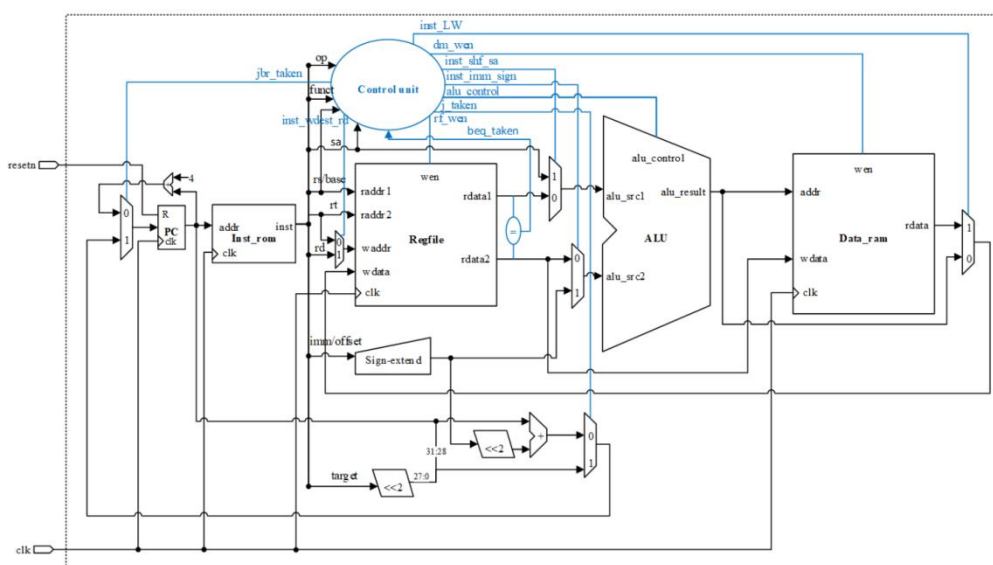 inst_LW
dm_wen
op
inst_shf_sa
jbr_taken
inst_imm_sign
Control unit
alu_control
funct
j_taken
inst_wdest_rd
rf_wen
beq_taken
sa
resetn
wen
alu_control
wen
4
rs/base
raddr1
rdata1
1
0
alu_src1
alu_result
addr
rt
raddr2
0
R
PC
clk
addr
Inst_rom
inst
clk
rd
0
1
waddr
Regfile
=
ALU
Data_ram
rdata
1
0
1
wdata
rdata2
0
1
alu_src2
wdata
clk
clk
imm/offset
Sign-extend
+
0
1
<<2
31:28
target
<<2
27:0
clk